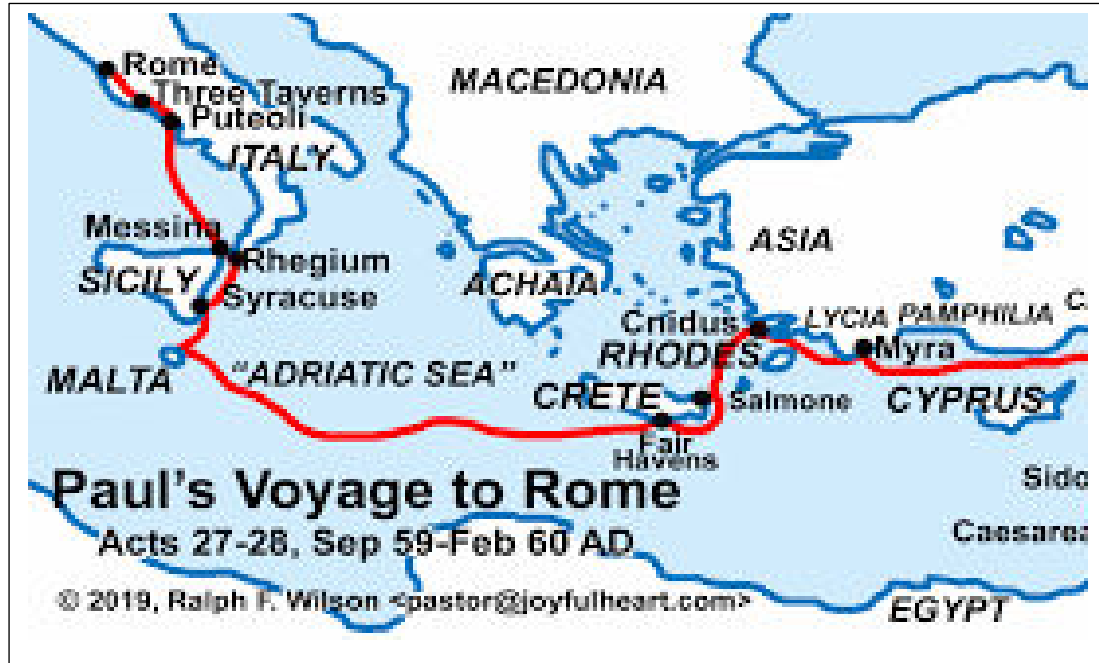 Rome
MACEDONIA
Three Taverns
Puteoli
ITALY
Messina
ASIA
Rhegium
SICILY
ACHAIA
Syracuse
Cnidus
LYCIA PAMPHILIA
RHODES
Myra
MALTA
"ADRIATIC SEA"
CRETE
Salmone
CYPRUS
Fair
Havens
Paul's Voyage to Rome
Sido
Acts 27-28, Sep 59-Feb 60 AD
Caesarea
© 2019, Ralph F. Wilson <pastor@joyfulheart.com>
EGYPT